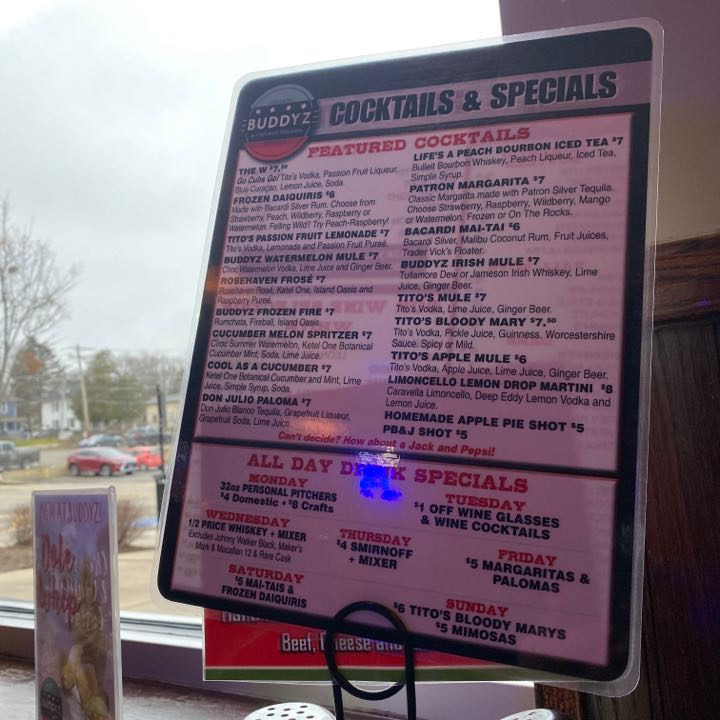 BUDDYZ
COCKTAILS & SPECIALS
FEATURED COCKTAILS
THE W $7.50
Go Cubs Go! Tito's Vodka, Passion Fruit Liqueur,
Blue Curaçao, Lemon Juice, Soda.
FROZEN DAIQUIRIS $6
Made with Bacardi Silver Rum. Choose from
Strawberry, Peach, Wildberry, Raspberry or
Watermelon. Felling Wild? Try Peach-Raspberry!
TITO'S PASSION FRUIT LEMONADE $7
Tito's Vodka, Lemonade and Passion Fruit Pureé.
BUDDYZ WATERMELON MULE $7
Ciroc Watermelon Vodka, Lime Juice and Ginger Beer.
ROSEHAVEN FROSÉ $7
Rosehaven Rosé, Ketel One, Island Oasis and
Raspberry Pureé.
BUDDYZ FROZEN FIRE $7
Rumchata, Fireball, Island Oasis.
CUCUMBER MELON SPRITZER $7
Ciroc Summer Watermelon, Ketel One Botanical
Cucumber Mint, Soda, Lime Juice.
COOL AS A CUCUMBER $7
Ketel One Botanical Cucumber and Mint, Lime
Juice, Simple Syrup, Soda.
DON JULIO PALOMA $7
Don Julio Blanco Tequila, Grapefruit Liqueur,
Grapefruit Soda, Lime Juice
LIFE'S A PEACH BOURBON ICED TEA $7
Bulleit Bourbon Whiskey, Peach Liqueur, Iced Tea,
Simple Syrup.
PATRON MARGARITA $7
Classic Margarita made with Patron Silver Tequila.
Choose Strawberry, Raspberry, Wildberry, Mango
or Watermelon. Frozen or On The Rocks.
BACARDI MAI-TAI $6
Bacardi Silver, Malibu Coconut Rum, Fruit Juices,
Trader Vick's Floater.
BUDDYZ IRISH MULE $7
Tullamore Dew or Jameson Irish Whiskey, Lime
Juice, Ginger Beer.
TITO'S MULE $7
Tito's Vodka, Lime Juice, Ginger Beer.
TITO'S BLOODY MARY $7.50
Tito's Vodka, Pickle Juice, Guinness, Worcestershire
Sauce. Spicy or Mild.
TITO'S APPLE MULE $6
Tito's Vodka, Apple Juice, Lime Juice, Ginger Beer.
LIMONCELLO LEMON DROP MARTINI $8
Caravella Limoncello, Deep Eddy Lemon Vodka and
Lemon Juice.
HOMEMADE APPLE PIE SHOT $5
PB&J SHOT $5
Can't decide? How about a Jack and Pepsi!
ALL DAY DRINK SPECIALS
MONDAY
32oz PERSONAL PITCHERS
$4 Domestic • $8 Crafts
TUESDAY
$1 OFF WINE GLASSES
& WINE COCKTAILS
WEDNESDAY
1/2 PRICE WHISKEY + MIXER
Excludes Johnny Walker Black, Maker's
Mark & Macallan 12 & Rare Cask
THURSDAY
$4 SMIRNOFF
+ MIXER
FRIDAY
$5 MARGARITAS &
PALOMAS
SATURDAY
$5 MAI-TAIS &
FROZEN DAIQUIRIS
SUNDAY
$6 TITO'S BLOODY MARYS
$5 MIMOSAS
Beef, Cheese and
NEW AT BUDDYZ!
Dole
Whip